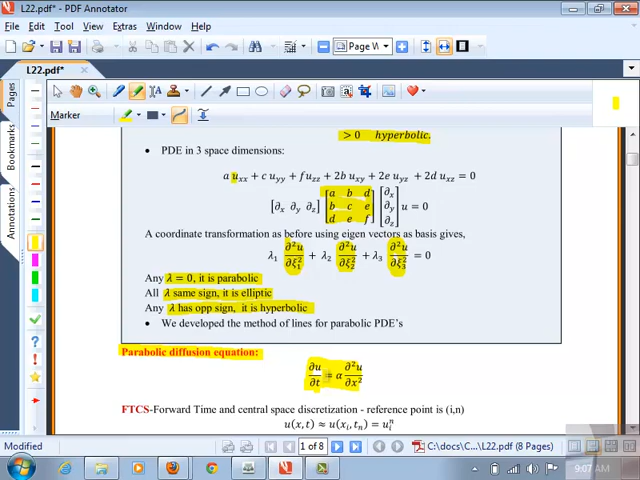 L22.pdf* - PDF Annotator
File Edit Tool View Extras Window Help
Page W
L22.pdf*
Marker
Pages
Bookmarks
Annotations
> 0 hyperbolic.
• PDE in 3 space dimensions:
a u_xx + c u_yy + f u_zz + 2b u_xy + 2e u_yz + 2d u_xz = 0
[∂x ∂y ∂z] [a b d; b c e; d e f] [∂x; ∂y; ∂z] u = 0
A coordinate transformation as before using eigen vectors as basis gives,
λ₁ ∂²u/∂ξ₁² + λ₂ ∂²u/∂ξ₂² + λ₃ ∂²u/∂ξ₃² = 0
Any λ = 0, it is parabolic
All λ same sign, it is elliptic
Any λ has opp sign, it is hyperbolic
• We developed the method of lines for parabolic PDE's
Parabolic diffusion equation:
∂u/∂t = α ∂²u/∂x²
FTCS-Forward Time and central space discretization - reference point is (i,n)
u(x,t) ≈ u(x_i, t_n) = u_i^n
Modified
1 of 8
C:\docs\C...\L22.pdf (8 Pages)
9:07 AM